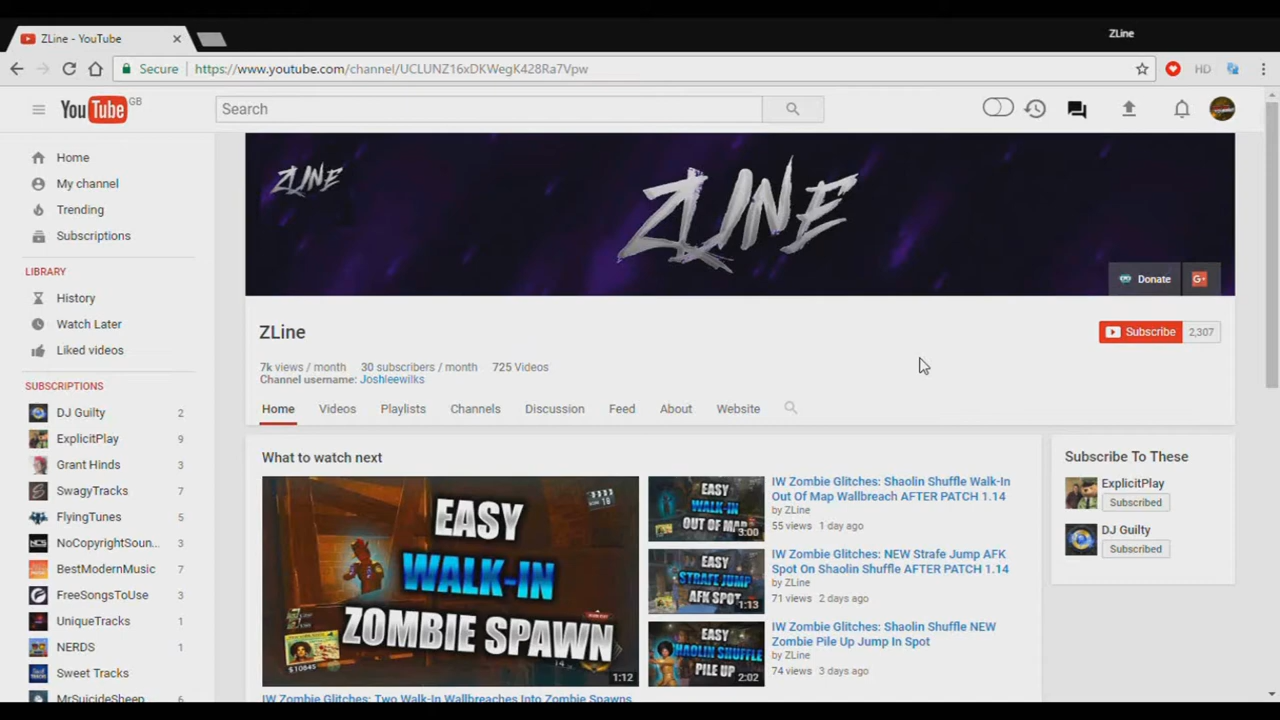 ZLine - YouTube
ZLine
Secure
https://www.youtube.com/channel/UCLUNZ16xDKWegK428Ra7Vpw
HD
YouTube GB
Search
Home
My channel
Trending
Subscriptions
LIBRARY
History
Watch Later
Liked videos
SUBSCRIPTIONS
DJ Guilty 2
ExplicitPlay 9
Grant Hinds 3
SwagyTracks 7
FlyingTunes 5
NoCopyrightSoun... 3
BestModernMusic 7
FreeSongsToUse 3
UniqueTracks 1
NERDS 1
Sweet Tracks
MrSuicideSheep 6
ZLINE
ZLINE
Donate
G+
ZLine
Subscribe 2,307
7k views / month 30 subscribers / month 725 Videos
Channel username: Joshleewilks
Home Videos Playlists Channels Discussion Feed About Website
What to watch next
EASY
WALK-IN
ZOMBIE SPAWN
$10845
14
1:12
IW Zombie Glitches: Two Walk-In Wallbreaches Into Zombie Spawns
EASY
WALK-IN
OUT OF MAP
3:00
IW Zombie Glitches: Shaolin Shuffle Walk-In
Out Of Map Wallbreach AFTER PATCH 1.14
by ZLine
55 views 1 day ago
EASY
STRAFE JUMP
AFK SPOT
1:13
IW Zombie Glitches: NEW Strafe Jump AFK
Spot On Shaolin Shuffle AFTER PATCH 1.14
by ZLine
71 views 2 days ago
EASY
SHAOLIN SHUFFLE
PILE UP
2:02
IW Zombie Glitches: Shaolin Shuffle NEW
Zombie Pile Up Jump In Spot
by ZLine
74 views 3 days ago
Subscribe To These
ExplicitPlay
Subscribed
DJ Guilty
Subscribed